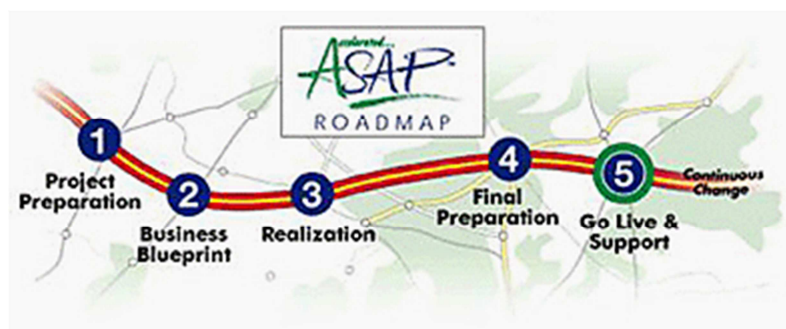 Accelerated...
ASAP
ROADMAP
1
Project
Preparation
2
Business
Blueprint
3
Realization
4
Final
Preparation
5
Go Live &
Support
Continuous
Change